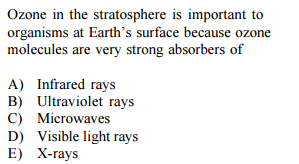 Ozone in the stratosphere is important to
organisms at Earth's surface because ozone
molecules are very strong absorbers of
A) Infrared rays
B) Ultraviolet rays
C) Microwaves
D) Visible light rays
E) X-rays